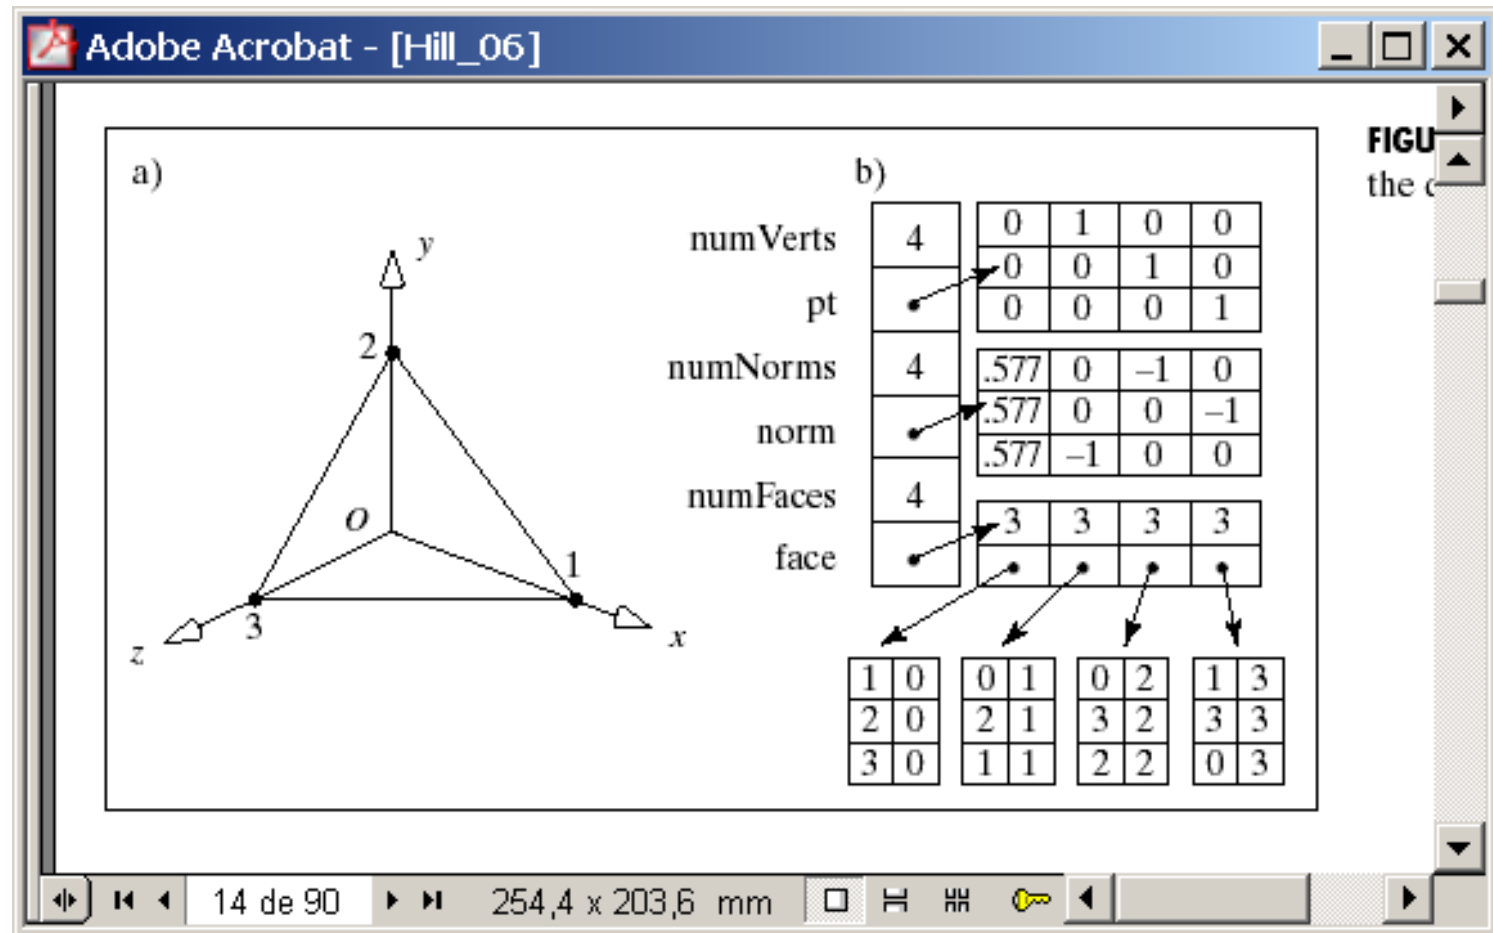 Adobe Acrobat - [Hill_06]
FIGU
the
a)
y
2
O
1
3
z
x
b)
numVerts 4
pt
numNorms 4
norm
numFaces 4
face
0 1 0 0
0 0 1 0
0 0 0 1
.577 0 –1 0
.577 0 0 –1
.577 –1 0 0
3 3 3 3
1 0 0 1 0 2 1 3
2 0 2 1 3 2 3 3
3 0 1 1 2 2 0 3
14 de 90 254,4 x 203,6 mm